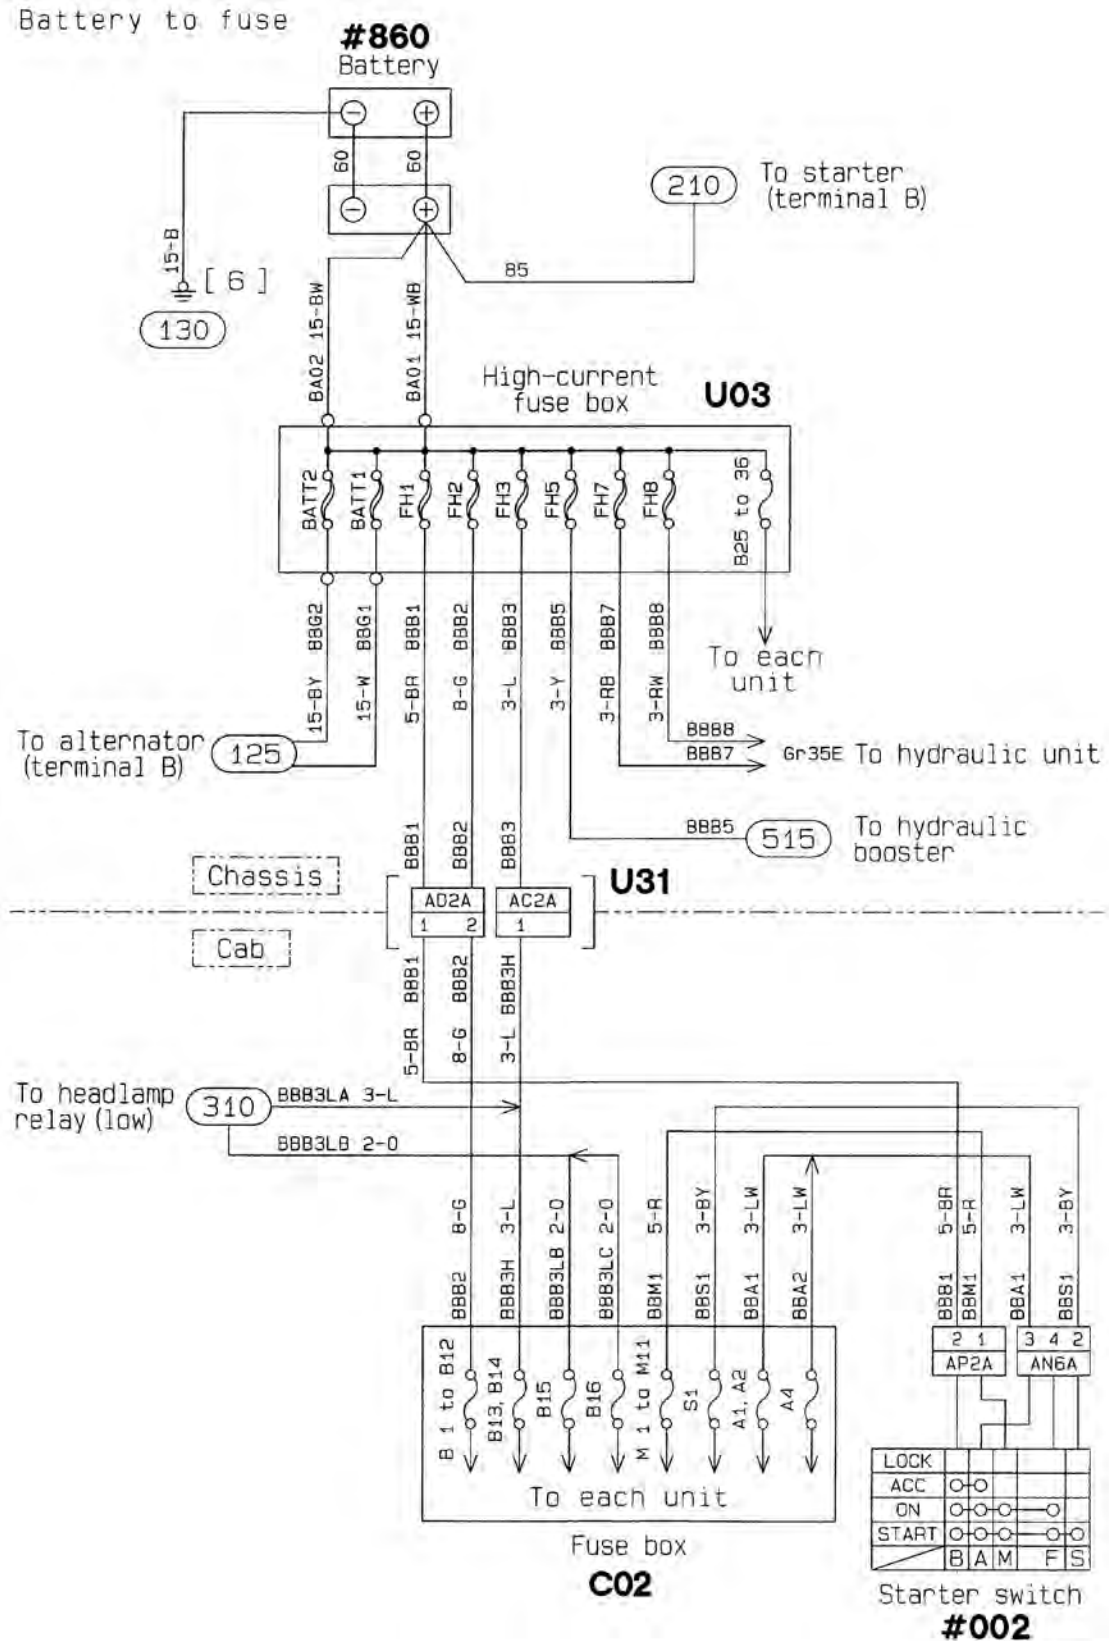 Battery to fuse
#860
Battery
60
60
210
To starter
(terminal B)
15-B
[ 6 ]
130
85
BA02 15-BW
BA01 15-WB
High-current
fuse box
U03
BATT2
BATT1
FH1
FH2
FH3
FH5
FH7
FH8
B25 to 36
To each
unit
15-BY BBG2
15-W BBG1
5-BR BBB1
8-G BBB2
3-L BBB3
3-Y BBB5
3-RB BBB7
3-RW BBB8
To alternator
(terminal B)
125
BBB8
BBB7
Gr35E To hydraulic unit
BBB5
515
To hydraulic
booster
BBB1
BBB2
BBB3
Chassis
U31
AD2A
1 2
AC2A
1
Cab
5-BR BBB1
8-G BBB2
3-L BBB3H
To headlamp
relay (low)
310
BBB3LA 3-L
BBB3LB 2-O
BBB2 8-G
BBB3H 3-L
BBB3LB 2-O
BBB3LC 2-O
BBM1 5-R
BBS1 3-BY
BBA1 3-LW
BBA2 3-LW
BBB1 5-BR
BBM1 5-R
BBA1 3-LW
BBS1 3-BY
2 1
AP2A
3 4 2
AN6A
B 1 to B12
B13, B14
B15
B16
M 1 to M11
S1
A1, A2
A4
To each unit
Fuse box
C02
LOCK
ACC
ON
START
B A M F S
Starter switch
#002